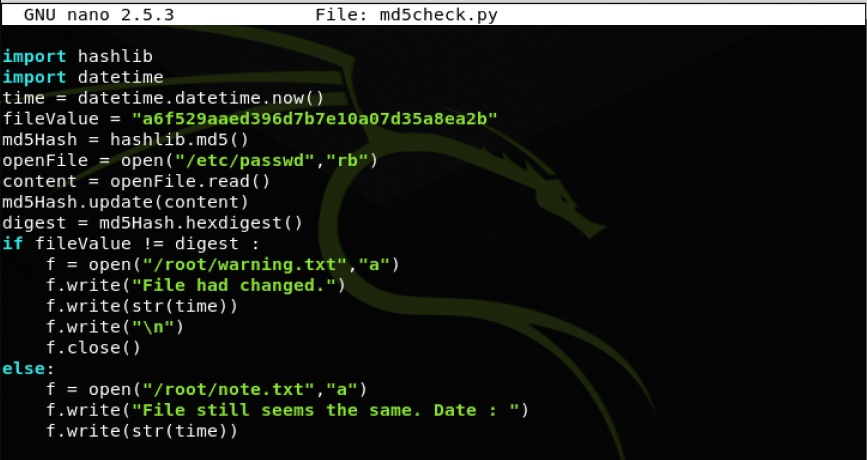 GNU nano 2.5.3 File: md5check.py
import hashlib
import datetime
time = datetime.datetime.now()
fileValue = "a6f529aaed396d7b7e10a07d35a8ea2b"
md5Hash = hashlib.md5()
openFile = open("/etc/passwd","rb")
content = openFile.read()
md5Hash.update(content)
digest = md5Hash.hexdigest()
if fileValue != digest :
    f = open("/root/warning.txt","a")
    f.write("File had changed.")
    f.write(str(time))
    f.write("\n")
    f.close()
else:
    f = open("/root/note.txt","a")
    f.write("File still seems the same. Date : ")
    f.write(str(time))